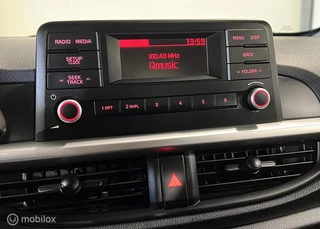 RADIO MEDIA
13:59
MENU DISP
100.40 MHz
Qmusic
SETUP
CLOCK
BACK
SEEK
TRACK
FOLDER
1 RPT 2 SHFL 3 4 5 6
© mobilox